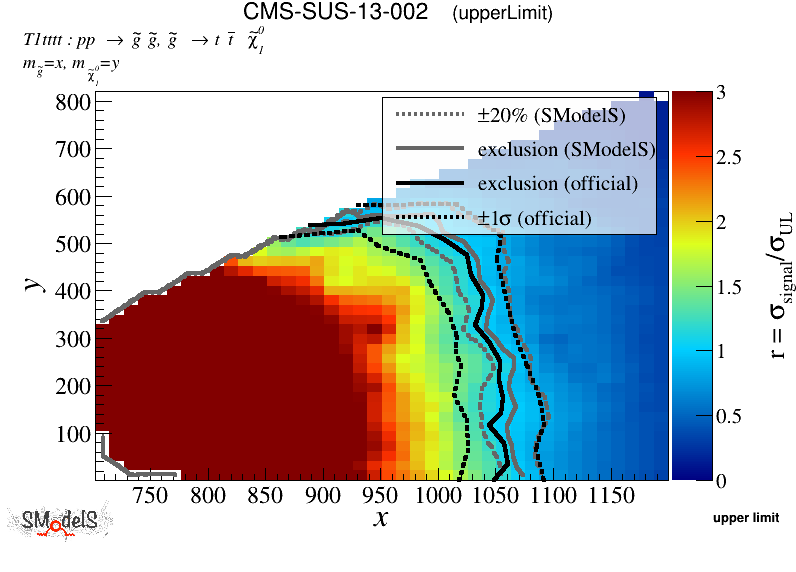 CMS-SUS-13-002 (upperLimit)
T1tttt : pp → g̃ g̃, g̃ → t t̄ χ̃₁⁰
m_g̃=x, m_χ̃₁⁰=y
±20% (SModelS)
exclusion (SModelS)
exclusion (official)
±1σ (official)
800
700
600
500
400
300
200
100
y
750 800 850 900 950 1000 1050 1100 1150
x
3
2.5
2
1.5
1
0.5
0
r = σ_signal/σ_UL
SModelS
upper limit